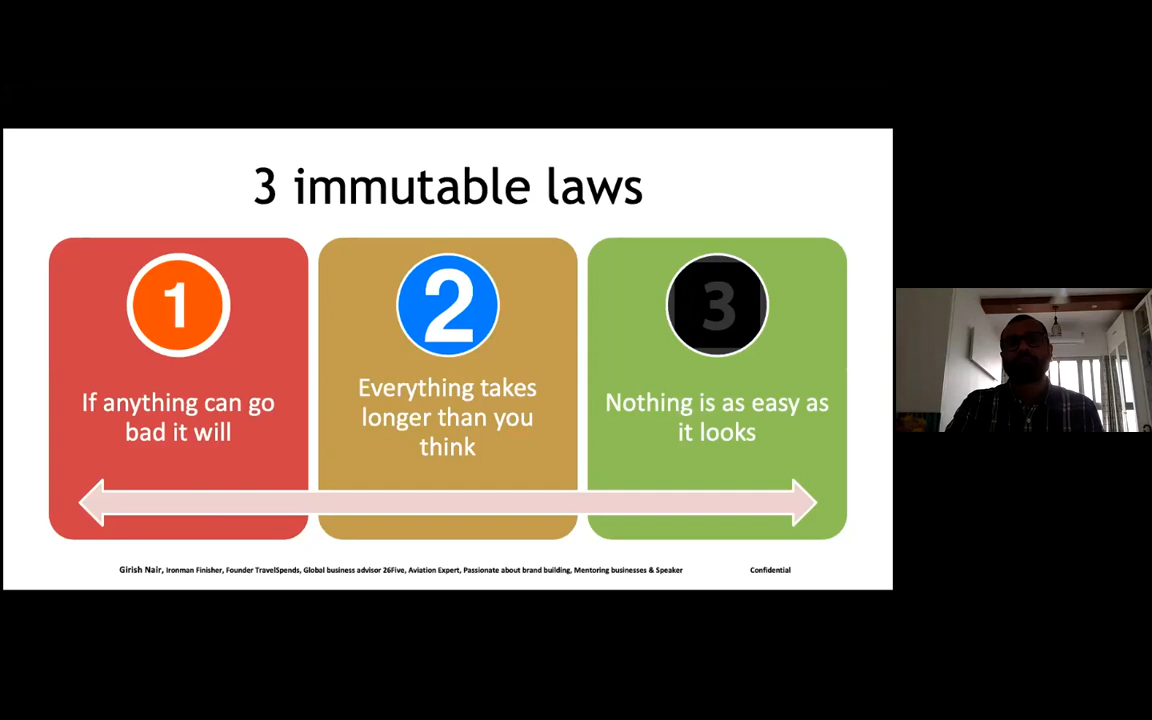 3 immutable laws
1
If anything can go
bad it will
2
Everything takes
longer than you
think
3
Nothing is as easy as
it looks
Girish Nair, Ironman Finisher, Founder TravelSpends, Global business advisor 26Five, Aviation Expert, Passionate about brand building, Mentoring businesses & Speaker
Confidential